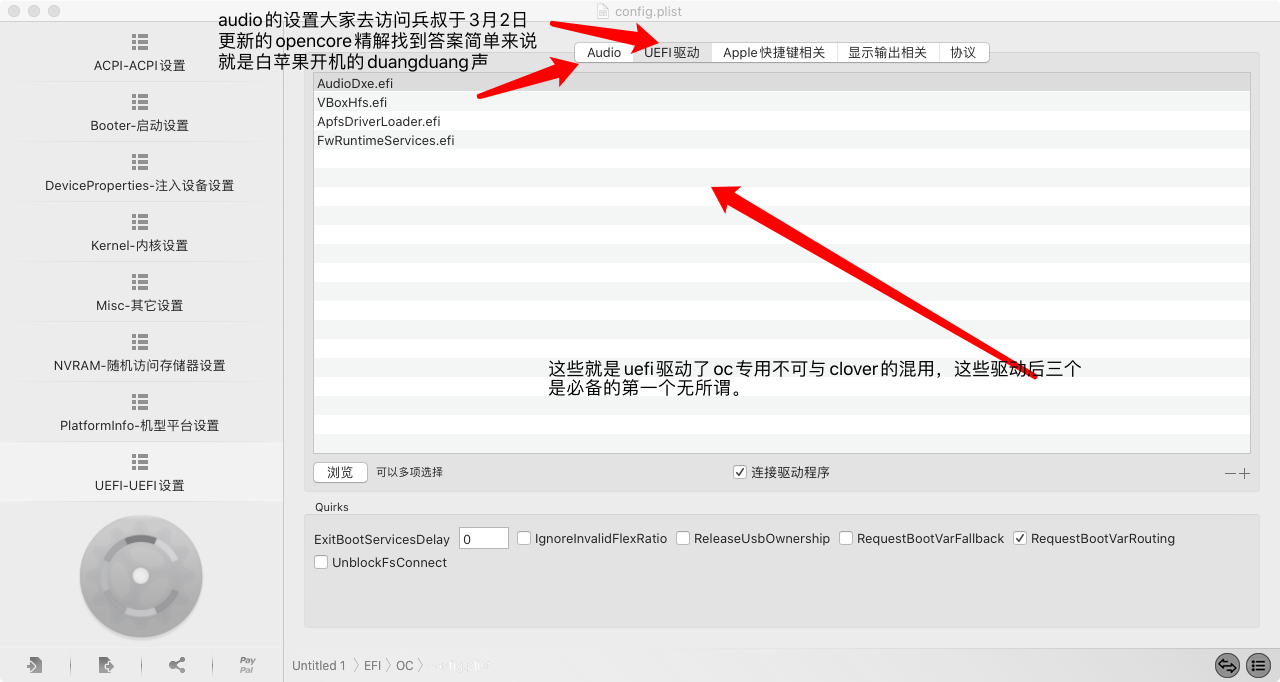 config.plist
audio的设置大家去访问兵叔于3月2日
更新的opencore精解找到答案简单来说
就是白苹果开机的duangduang声
ACPI-ACPI设置
Booter-启动设置
DeviceProperties-注入设备设置
Kernel-内核设置
Misc-其它设置
NVRAM-随机访问存储器设置
PlatformInfo-机型平台设置
UEFI-UEFI设置
Pay
Pal
Audio UEFI驱动 Apple快捷键相关 显示输出相关 协议
AudioDxe.efi
VBoxHfs.efi
ApfsDriverLoader.efi
FwRuntimeServices.efi
这些就是uefi驱动了oc专用不可与clover的混用，这些驱动后三个
是必备的第一个无所谓。
浏览 可以多项选择 连接驱动程序
Quirks
ExitBootServicesDelay 0 IgnoreInvalidFlexRatio ReleaseUsbOwnership RequestBootVarFallback RequestBootVarRouting
UnblockFsConnect
Untitled 1 〉 EFI 〉 OC 〉